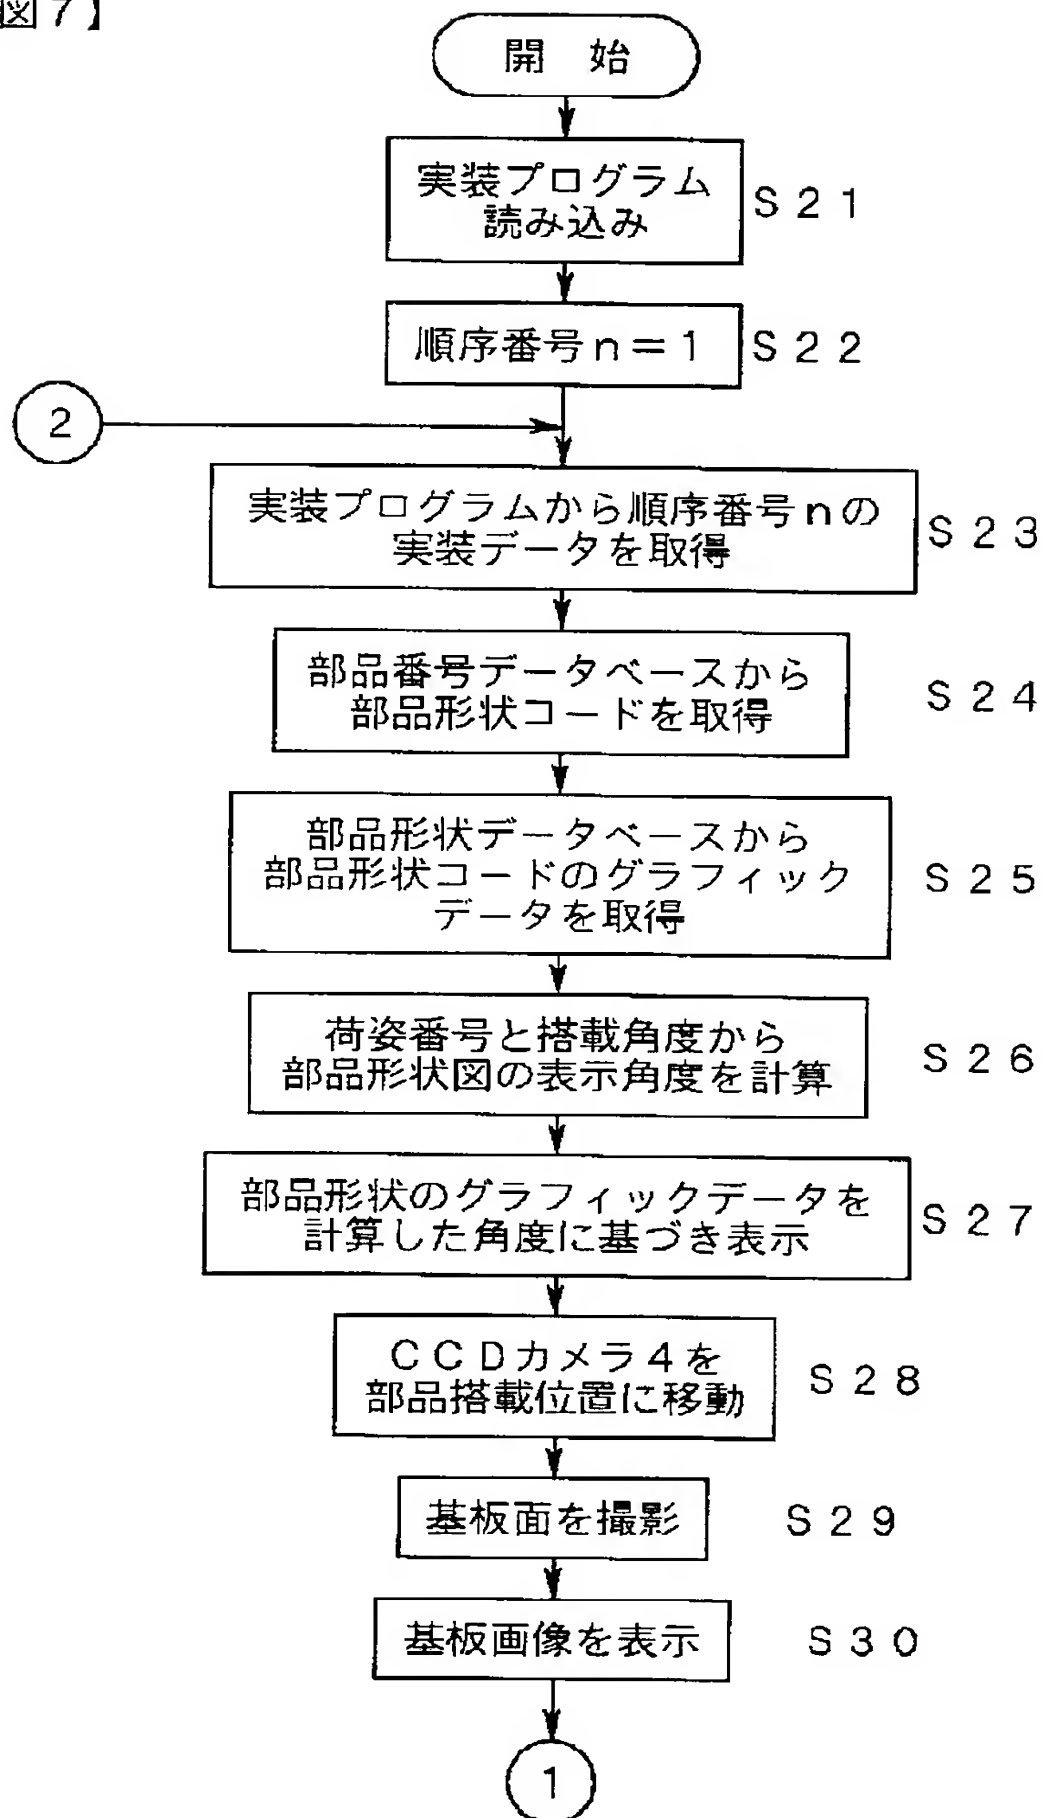 図７】
開　始
実装プログラム
読み込み
Ｓ２１
順序番号ｎ＝１
Ｓ２２
２
実装プログラムから順序番号ｎの
実装データを取得
Ｓ２３
部品番号データベースから
部品形状コードを取得
Ｓ２４
部品形状データベースから
部品形状コードのグラフィック
データを取得
Ｓ２５
荷姿番号と搭載角度から
部品形状図の表示角度を計算
Ｓ２６
部品形状のグラフィックデータを
計算した角度に基づき表示
Ｓ２７
ＣＣＤカメラ４を
部品搭載位置に移動
Ｓ２８
基板面を撮影
Ｓ２９
基板画像を表示
Ｓ３０
１